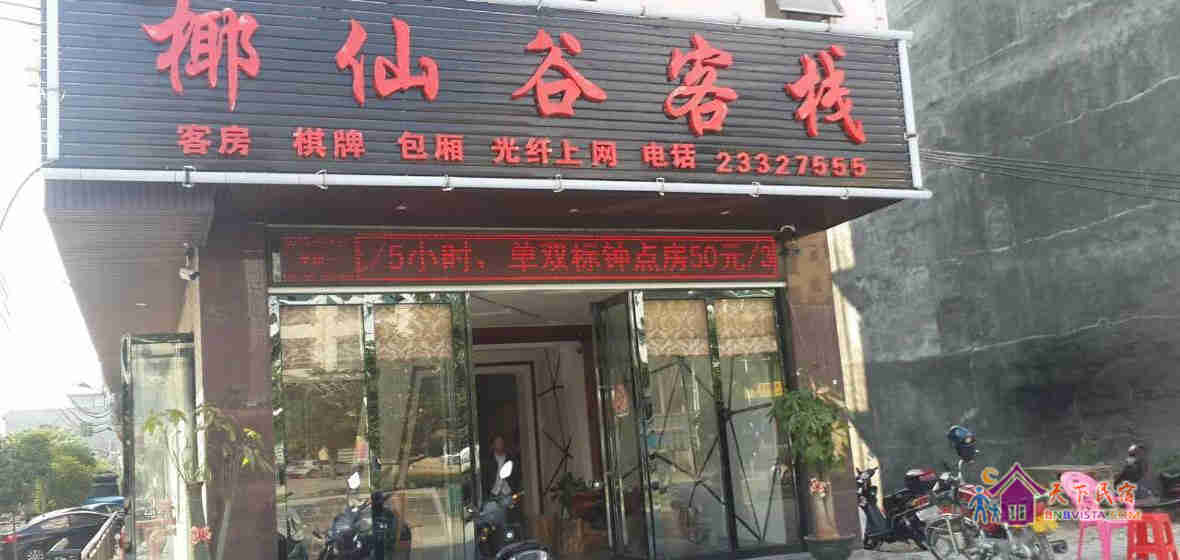 椰仙谷客栈
客房 棋牌 包厢 光纤上网 电话 23327555
/5小时、单双标钟点房50元/3
天下民宿
BNBVISTA.COM